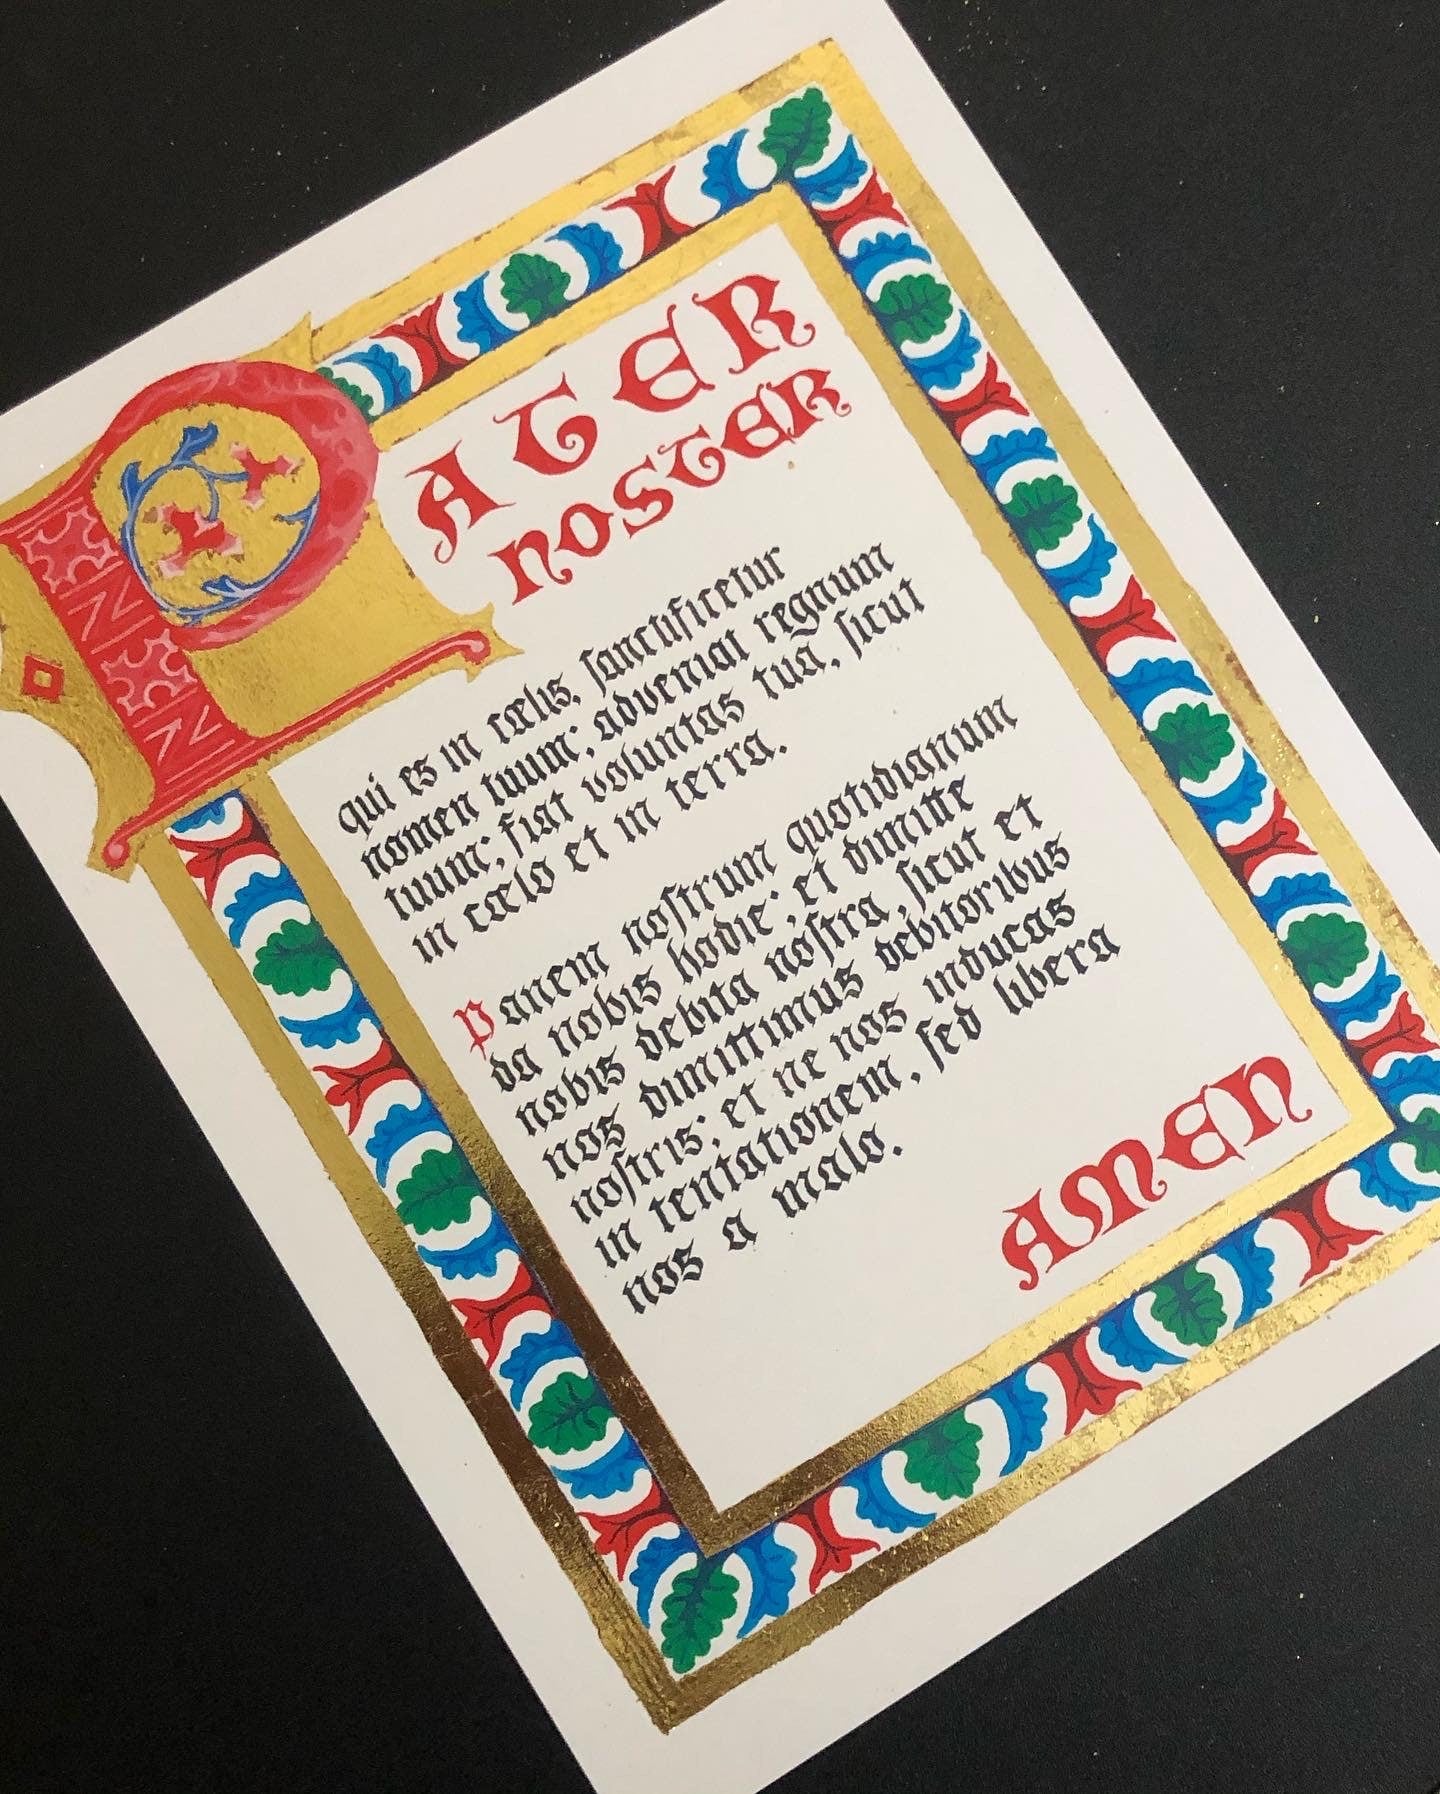 PATER
NOSTER
qui es in cœlis, ſanctificetur
nomen tuum; adveniat regnum
tuum; fiat voluntas tua, ſicut
in cœlo et in terra.
Panem noſtrum quotidianum
da nobis hodie; et dimitte
nobis debita noſtra, ſicut et
nos dimittimus debitoribus
noſtris; et ne nos inducas
in tentationem, ſed libera
nos a malo.
AMEN